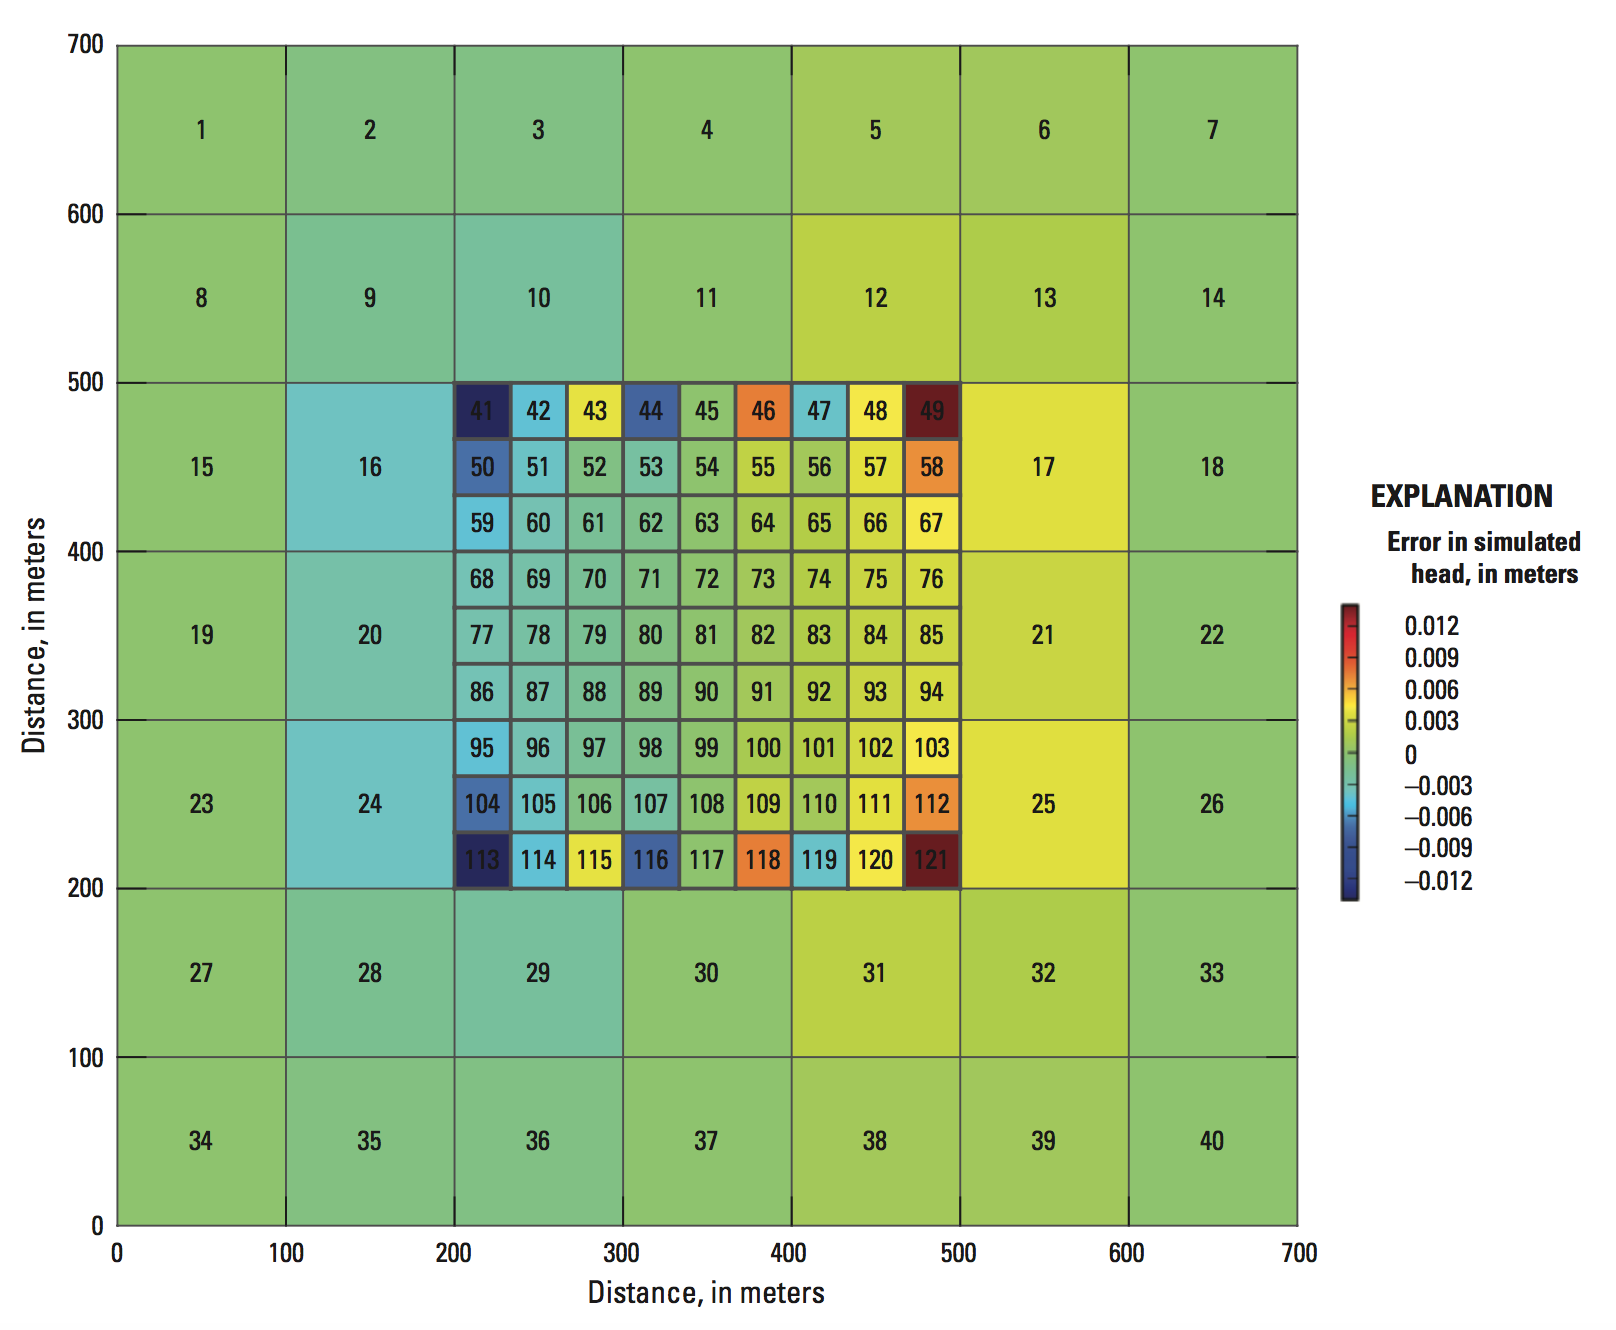 700
1 2 3 4 5 6 7
600
8 9 10 11 12 13 14
500
41 42 43 44 45 46 47 48 49
15 16 50 51 52 53 54 55 56 57 58 17 18
59 60 61 62 63 64 65 66 67
400
68 69 70 71 72 73 74 75 76
19 20 77 78 79 80 81 82 83 84 85 21 22
86 87 88 89 90 91 92 93 94
300
95 96 97 98 99 100 101 102 103
23 24 104 105 106 107 108 109 110 111 112 25 26
113 114 115 116 117 118 119 120 121
200
27 28 29 30 31 32 33
100
34 35 36 37 38 39 40
0
0 100 200 300 400 500 600 700
Distance, in meters
Distance, in meters
EXPLANATION
Error in simulated
head, in meters
0.012
0.009
0.006
0.003
0
–0.003
–0.006
–0.009
–0.012